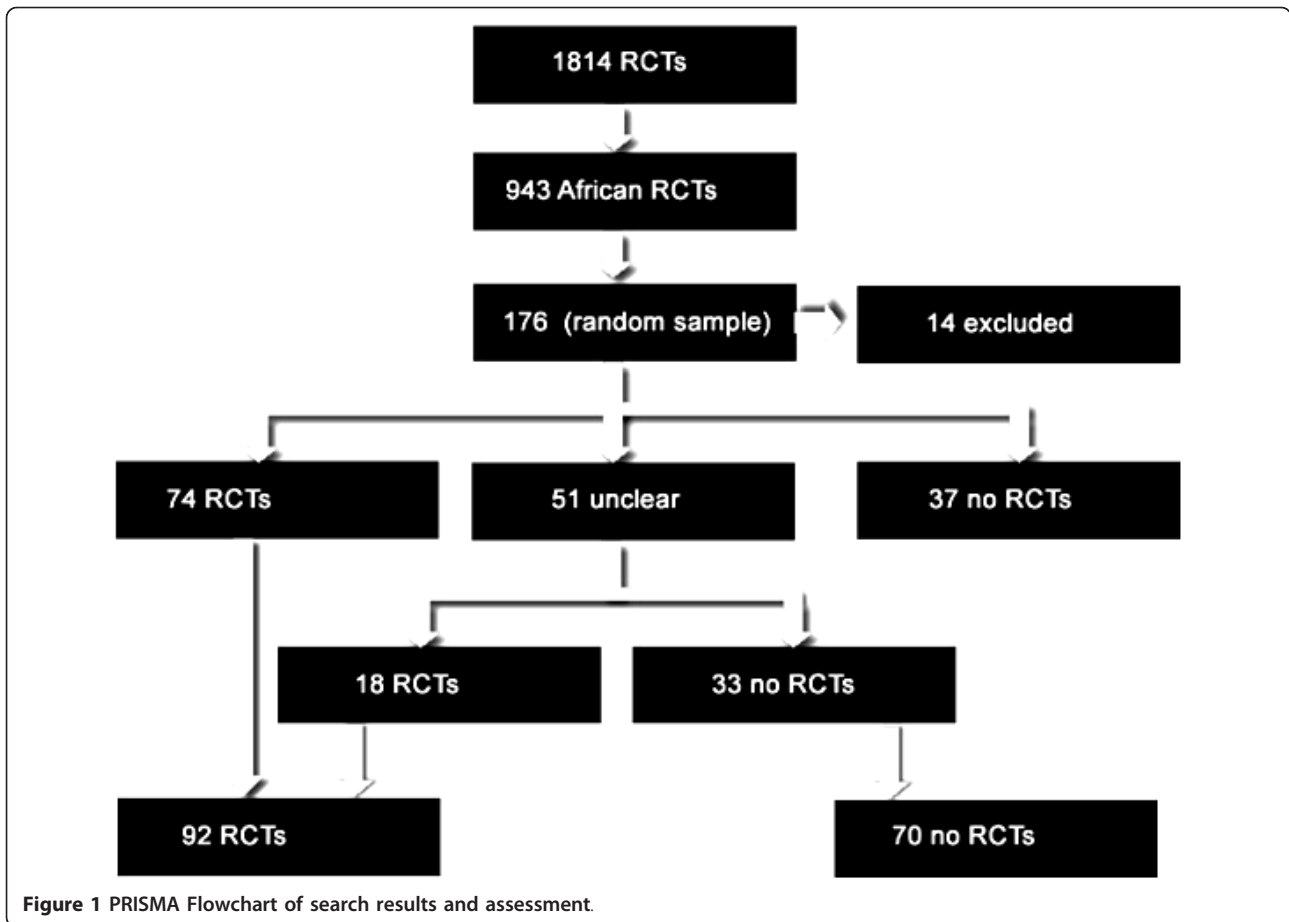 1814 RCTs
943 African RCTs
176 (random sample)
14 excluded
74 RCTs
51 unclear
37 no RCTs
18 RCTs
33 no RCTs
92 RCTs
70 no RCTs
Figure 1 PRISMA Flowchart of search results and assessment.